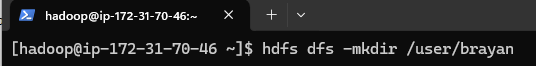 hadoop@ip-172-31-70-46:~
[hadoop@ip-172-31-70-46 ~]$ hdfs dfs -mkdir /user/brayan